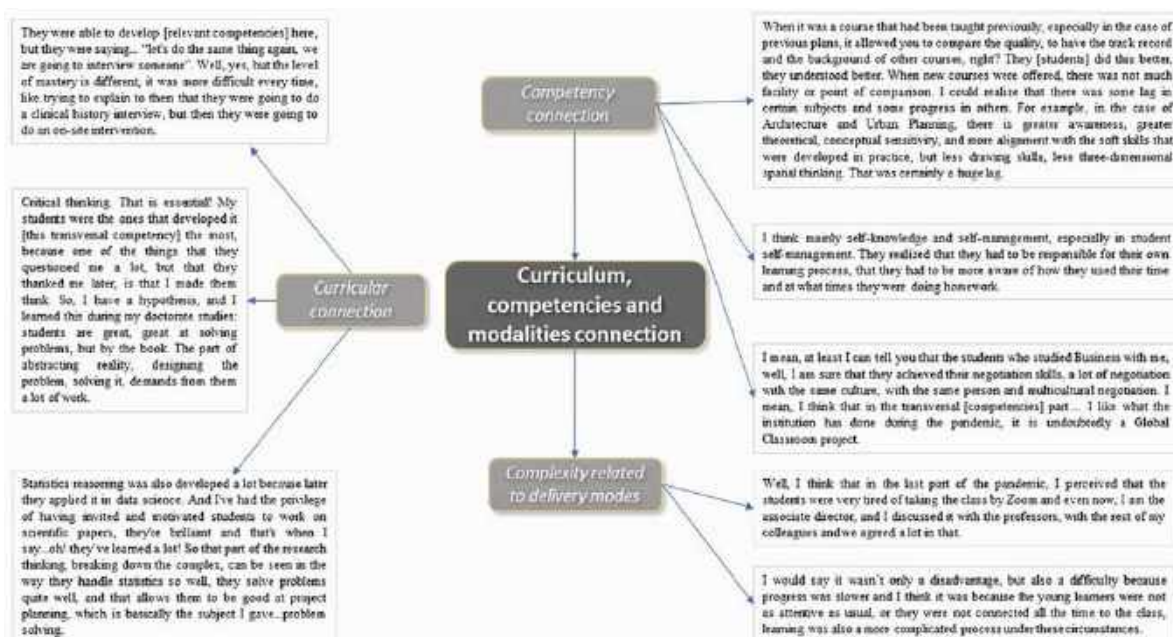 They were able to develop [relevant competencies] here,
but they were saying... "let's do the same thing again, we
are going to interview someone". Well, yes, but the level
of mastery is different, it was more difficult every time,
like trying to explain to then that they were going to do
a clinical history interview, but then they were going to
do an on-site intervention.
Critical thinking. That is essential! My
students were the ones that developed it
[this transversal competency] the most,
because one of the things that they
questioned me a lot, but that they
thanked me later, is that I made them
think. So, I have a hypothesis, and I
learned this during my doctorate studies:
students are great, great at solving
problems, but by the book. The part of
abstracting reality, designing the
problem, solving it, demands from them
a lot of work.
Statistics reasoning was also developed a lot because later
they applied it in data science. And I've had the privilege
of having invited and motivated students to work on
scientific papers, they're brilliant and that's when I
say...oh! they've learned a lot! So that part of the research
thinking, breaking down the complex, can be seen in the
way they handle statistics so well, they solve problems
quite well, and that allows them to be good at project
planning, which is basically the subject I gave...problem
solving.
Curricular
connection
Competency
connection
Curriculum,
competencies and
modalities connection
Complexity related
to delivery modes
When it was a course that had been taught previously, especially in the case of
previous plans, it allowed you to compare the quality, to have the track record
and the background of other courses, right? They [students] did this better,
they understood better. When new courses were offered, there was not much
facility or point of comparison. I could realize that there was some lag in
certain subjects and some progress in others. For example, in the case of
Architecture and Urban Planning, there is greater awareness, greater
theoretical, conceptual sensitivity, and more alignment with the soft skills that
were developed in practice, but less drawing skills, less three-dimensional
spatial thinking. That was certainly a huge lag.
I think mainly self-knowledge and self-management, especially in student
self-management. They realized that they had to be responsible for their own
learning process, that they had to be more aware of how they used their time
and at what times they were doing homework.
I mean, at least I can tell you that the students who studied Business with me,
well, I am sure that they achieved their negotiation skills, a lot of negotiation
with the same culture, with the same person and multicultural negotiation. I
mean, I think that in the transversal [competencies] part... I like what the
institution has done during the pandemic, it is undoubtedly a Global
Classroom project.
Well, I think that in the last part of the pandemic, I perceived that the
students were very tired of taking the class by Zoom and even now, I am the
associate director, and I discussed it with the professors, with the rest of my
colleagues and we agreed a lot in that.
I would say it wasn't only a disadvantage, but also a difficulty because
progress was slower and I think it was because the young learners were not
as attentive as usual, or they were not connected all the time to the class,
learning was also a more complicated process under these circumstances.